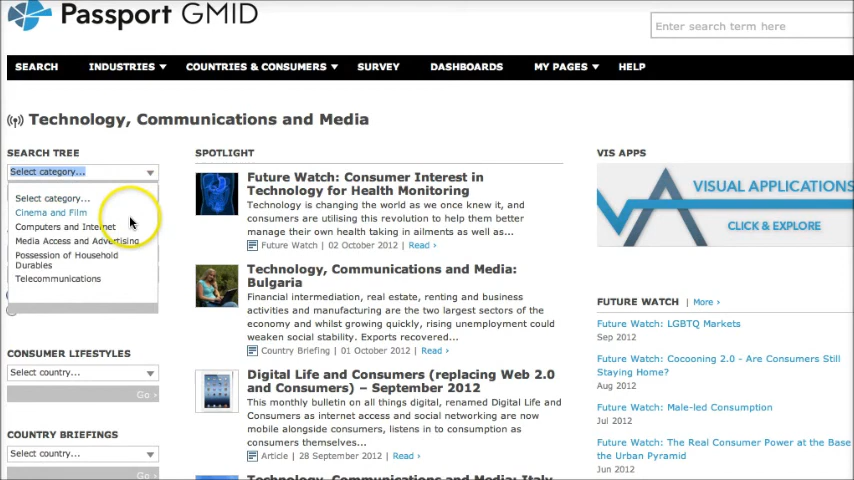 Passport GMID
Enter search term here
SEARCH
INDUSTRIES
COUNTRIES & CONSUMERS
SURVEY
DASHBOARDS
MY PAGES
HELP
Technology, Communications and Media
SEARCH TREE
Select category...
Select category...
Cinema and Film
Computers and Internet
Media Access and Advertising
Possession of Household
Durables
Telecommunications
CONSUMER LIFESTYLES
Select country...
Go ›
COUNTRY BRIEFINGS
Select country...
Go ›
SPOTLIGHT
Future Watch: Consumer Interest in
Technology for Health Monitoring
Technology is changing the world as we once knew it, and
consumers are utilising this revolution to help them better
manage their own health taking in ailments as well as...
Future Watch | 02 October 2012 | Read ›
Technology, Communications and Media:
Bulgaria
Financial intermediation, real estate, renting and business
activities and manufacturing are the two largest sectors of the
economy and whilst growing quickly, rising unemployment could
weaken social stability. Exports recovered...
Country Briefing | 01 October 2012 | Read ›
Digital Life and Consumers (replacing Web 2.0
and Consumers) – September 2012
This monthly bulletin on all things digital, renamed Digital Life and
Consumers as internet access and social networking are now
mobile alongside consumers, listens in to consumption as
consumers themselves...
Article | 28 September 2012 | Read ›
Technology, Communications and Media: Italy
VIS APPS
VISUAL APPLICATIONS
CLICK & EXPLORE
FUTURE WATCH | More ›
Future Watch: LGBTQ Markets
Sep 2012
Future Watch: Cocooning 2.0 - Are Consumers Still
Staying Home?
Aug 2012
Future Watch: Male-led Consumption
Jul 2012
Future Watch: The Real Consumer Power at the Base
the Urban Pyramid
Jun 2012